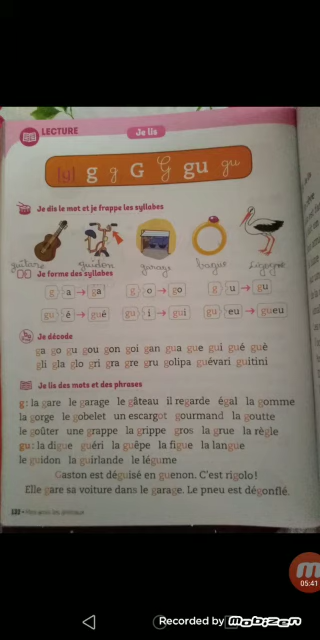 LECTURE
Je lis
[g] g g G G gu gu
Je dis le mot et je frappe les syllabes
guitare guidon garage bague cigogne
Je forme des syllabes
g a → ga g o → go g u → gu
gu é → gué gu i → gui gu eu → gueu
Je décode
ga go gu gou gon goi gan gua gue gui gué guè
gli gla glo gri gra gre gru golipa guévari guitini
Je lis des mots et des phrases
g : la gare le garage le gâteau il regarde égal la gomme
la gorge le gobelet un escargot gourmand la goutte
le goûter une grappe la grippe gros la grue la règle
gu : la digue guéri la guêpe la figue la langue
le guidon la guirlande le légume
Gaston est déguisé en guenon. C'est rigolo!
Elle gare sa voiture dans le garage. Le pneu est dégonflé.
05:41
Recorded by Mobizen